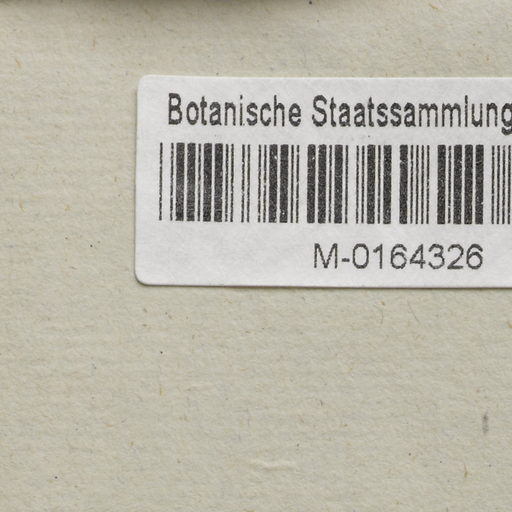 Botanische Staatssammlung
M-0164326